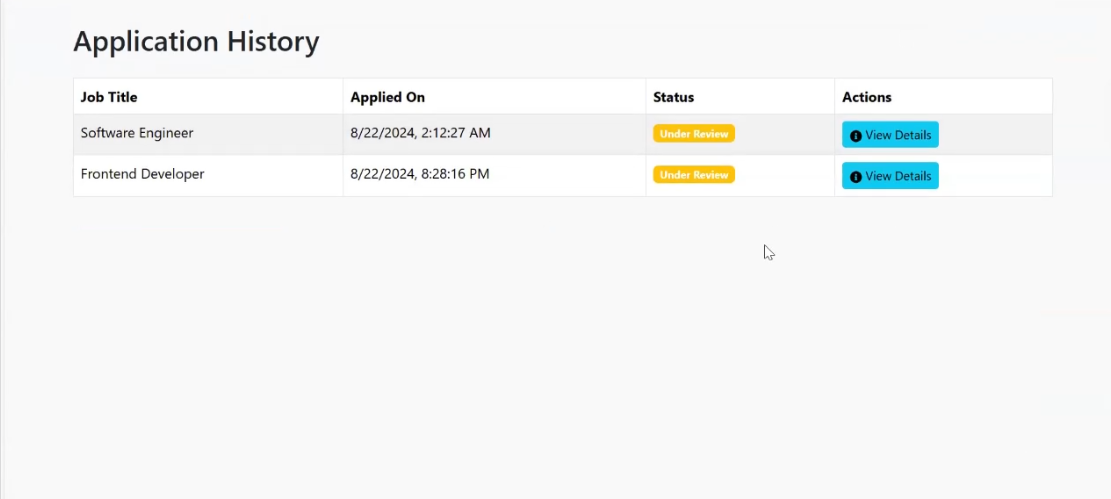 Application History
Job Title Applied On Status Actions
Software Engineer 8/22/2024, 2:12:27 AM Under Review View Details
Frontend Developer 8/22/2024, 8:28:16 PM Under Review View Details